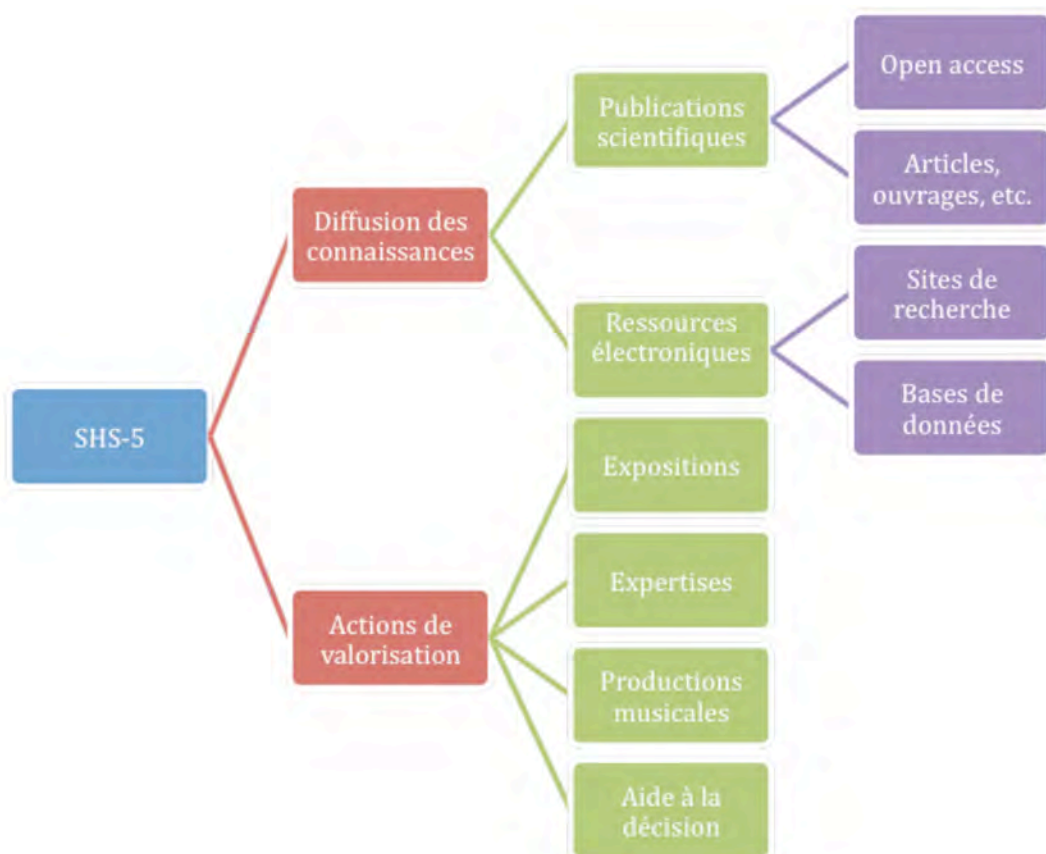 SHS-5
Diffusion des
connaissances
Publications
scientifiques
Open access
Articles,
ouvrages, etc.
Ressources
électroniques
Sites de
recherche
Bases de
données
Actions de
valorisation
Expositions
Expertises
Productions
musicales
Aide à la
décision